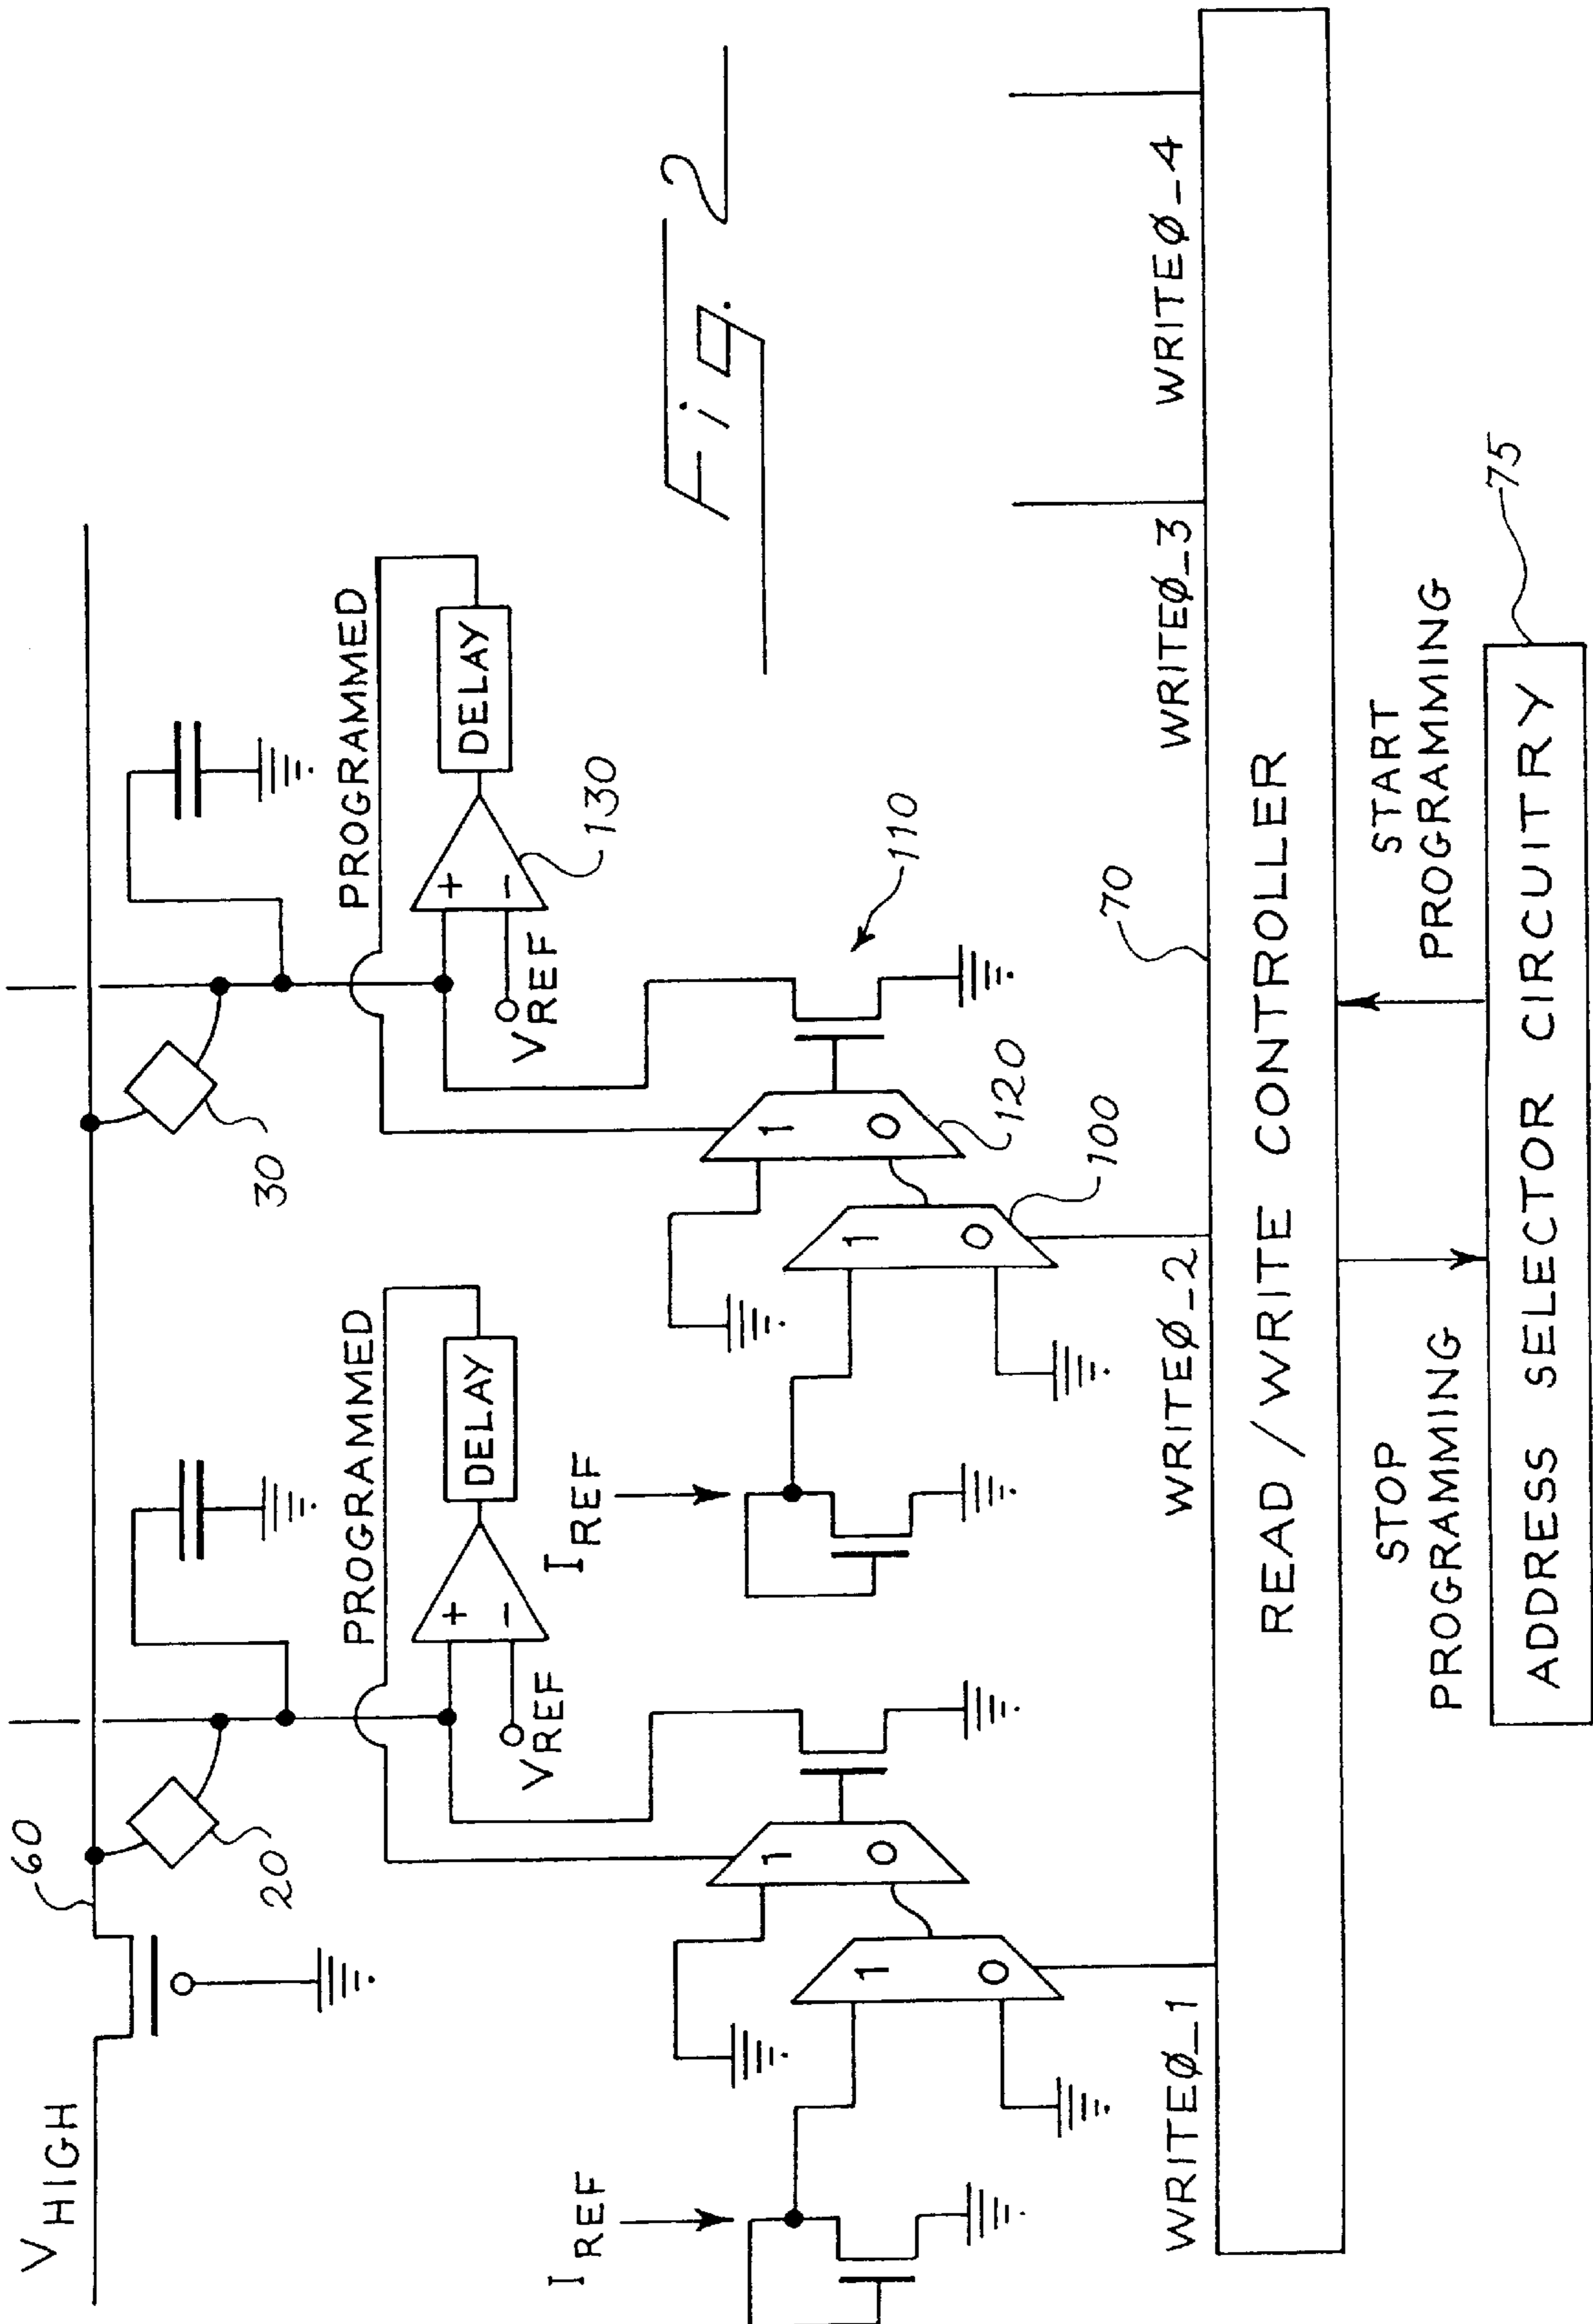 V HIGH
60
20
30
PROGRAMMED
PROGRAMMED
DELAY
DELAY
+
−
+
−
130
VREF
VREF
IREF
IREF
110
1
0
1
0
120
1
0
1
0
100
70
WRITEØ_1
WRITEØ_2
WRITEØ_3
WRITEØ_4
READ/WRITE CONTROLLER
STOP
PROGRAMMING
START
PROGRAMMING
75
ADDRESS SELECTOR CIRCUITRY
Fig. 2